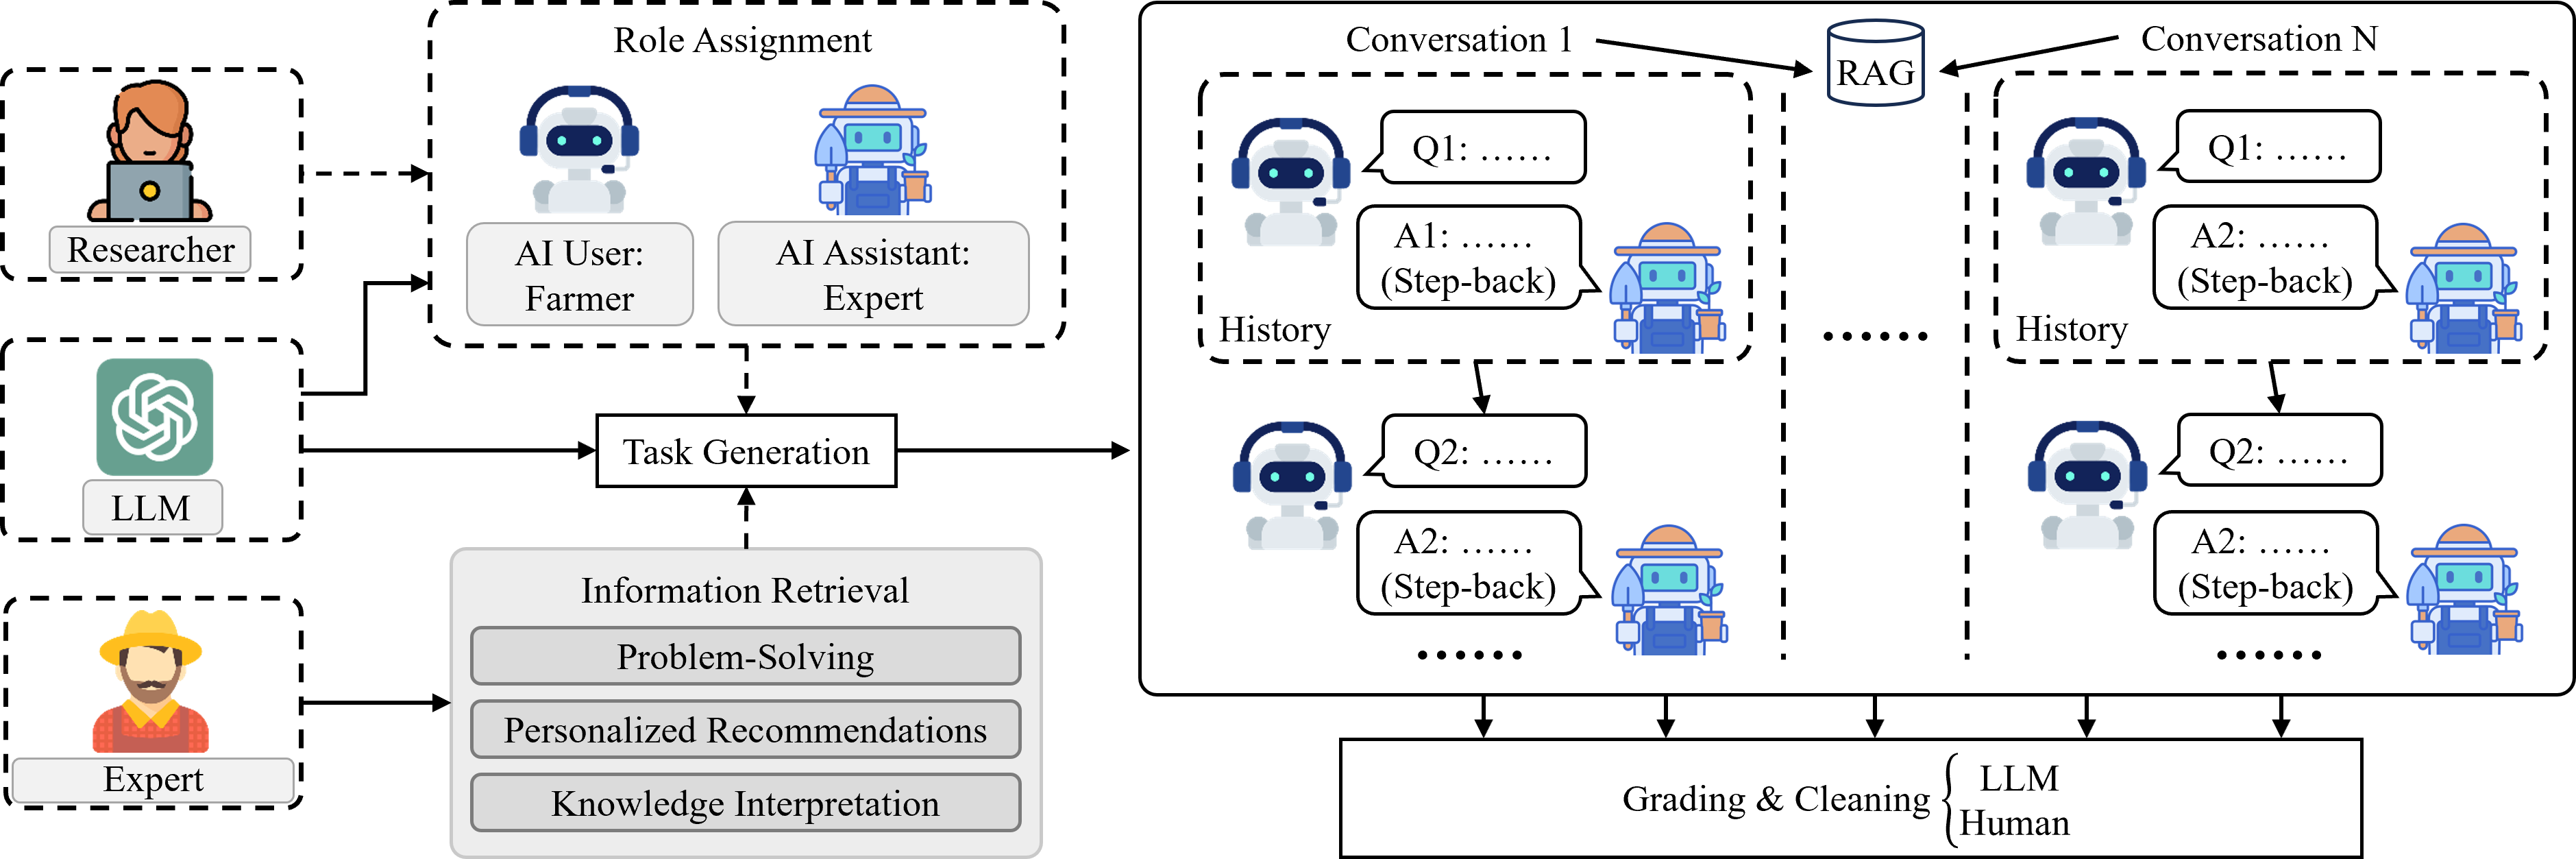 Researcher
LLM
Expert
Role Assignment
AI User:
Farmer
AI Assistant:
Expert
Task Generation
Information Retrieval
Problem-Solving
Personalized Recommendations
Knowledge Interpretation
Conversation 1
RAG
Conversation N
Q1: ......
A1: ......
(Step-back)
History
Q2: ......
A2: ......
(Step-back)
......
......
Q1: ......
A2: ......
(Step-back)
History
Q2: ......
A2: ......
(Step-back)
......
Grading & Cleaning
LLM
Human